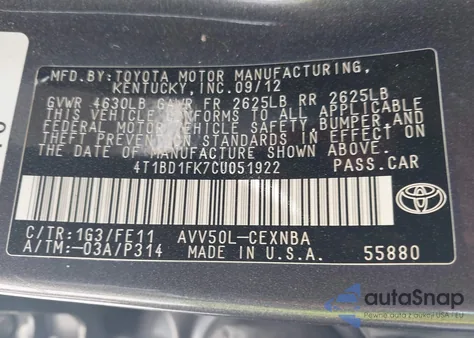 MFD.BY:TOYOTA MOTOR MANUFACTURING,
KENTUCKY, INC.09/12
GVWR 4630LB GAWR FR 2625LB RR 2625LB
THIS VEHICLE CONFORMS TO ALL APPLICABLE
FEDERAL MOTOR VEHICLE SAFETY, BUMPER, AND
THEFT PREVENTION STANDARDS IN EFFECT ON THE
DATE OF MANUFACTURE SHOWN ABOVE.
4T1BD1FK7CU051922 PASS.CAR
C/TR:1G3/FE11 AVV50L-CEXNBA
A/TM:-03A/P314 MADE IN U.S.A. 55880
TOYOTA
autoSnap